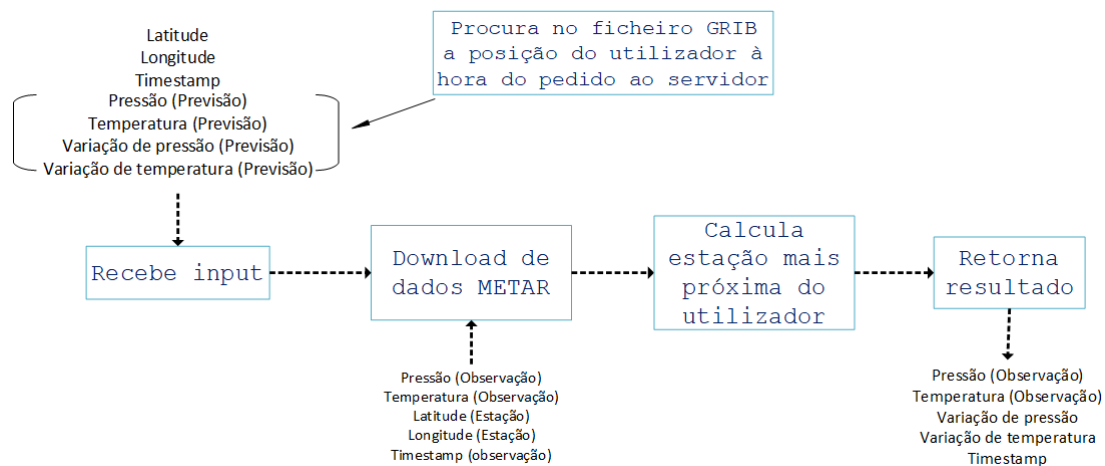 Latitude
Longitude
Timestamp
Pressão (Previsão)
Temperatura (Previsão)
Variação de pressão (Previsão)
Variação de temperatura (Previsão)
Procura no ficheiro GRIB
a posição do utilizador à
hora do pedido ao servidor
Recebe input
Download de
dados METAR
Calcula
estação mais
próxima do
utilizador
Retorna
resultado
Pressão (Observação)
Temperatura (Observação)
Latitude (Estação)
Longitude (Estação)
Timestamp (observação)
Pressão (Observação)
Temperatura (Observação)
Variação de pressão
Variação de temperatura
Timestamp